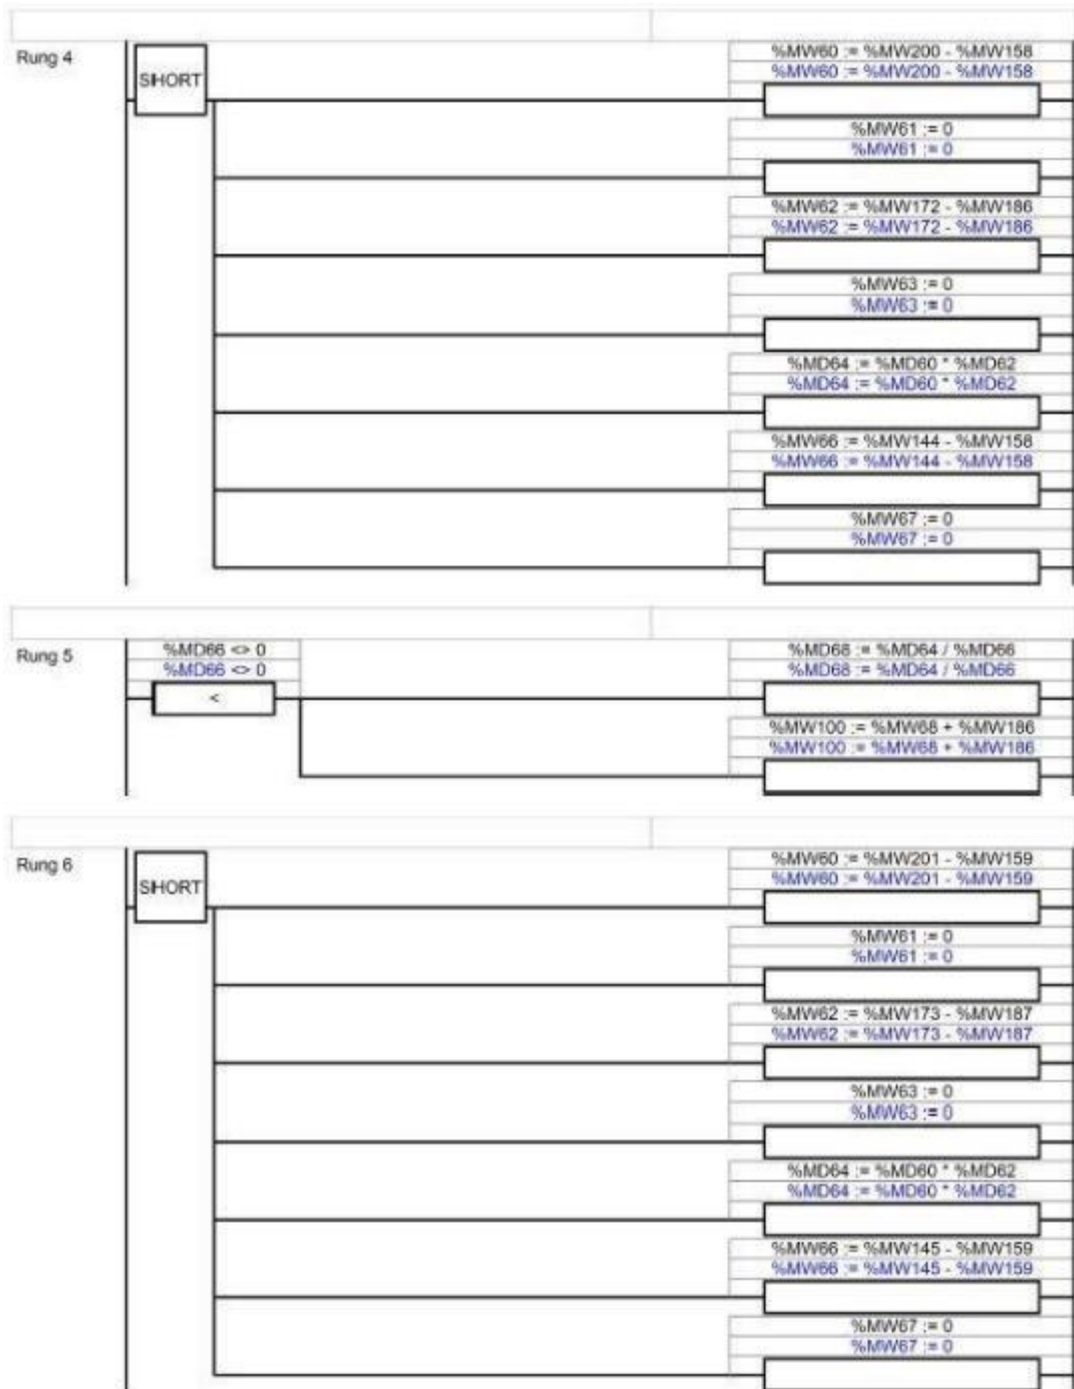 Rung 4
SHORT
%MW60 := %MW200 - %MW158
%MW60 := %MW200 - %MW158
%MW61 := 0
%MW61 := 0
%MW62 := %MW172 - %MW186
%MW62 := %MW172 - %MW186
%MW63 := 0
%MW63 := 0
%MD64 := %MD60 * %MD62
%MD64 := %MD60 * %MD62
%MW66 := %MW144 - %MW158
%MW66 := %MW144 - %MW158
%MW67 := 0
%MW67 := 0
Rung 5
%MD66 <> 0
%MD66 <> 0
<
%MD68 := %MD64 / %MD66
%MD68 := %MD64 / %MD66
%MW100 := %MW68 + %MW186
%MW100 := %MW68 + %MW186
Rung 6
SHORT
%MW60 := %MW201 - %MW159
%MW60 := %MW201 - %MW159
%MW61 := 0
%MW61 := 0
%MW62 := %MW173 - %MW187
%MW62 := %MW173 - %MW187
%MW63 := 0
%MW63 := 0
%MD64 := %MD60 * %MD62
%MD64 := %MD60 * %MD62
%MW66 := %MW145 - %MW159
%MW66 := %MW145 - %MW159
%MW67 := 0
%MW67 := 0